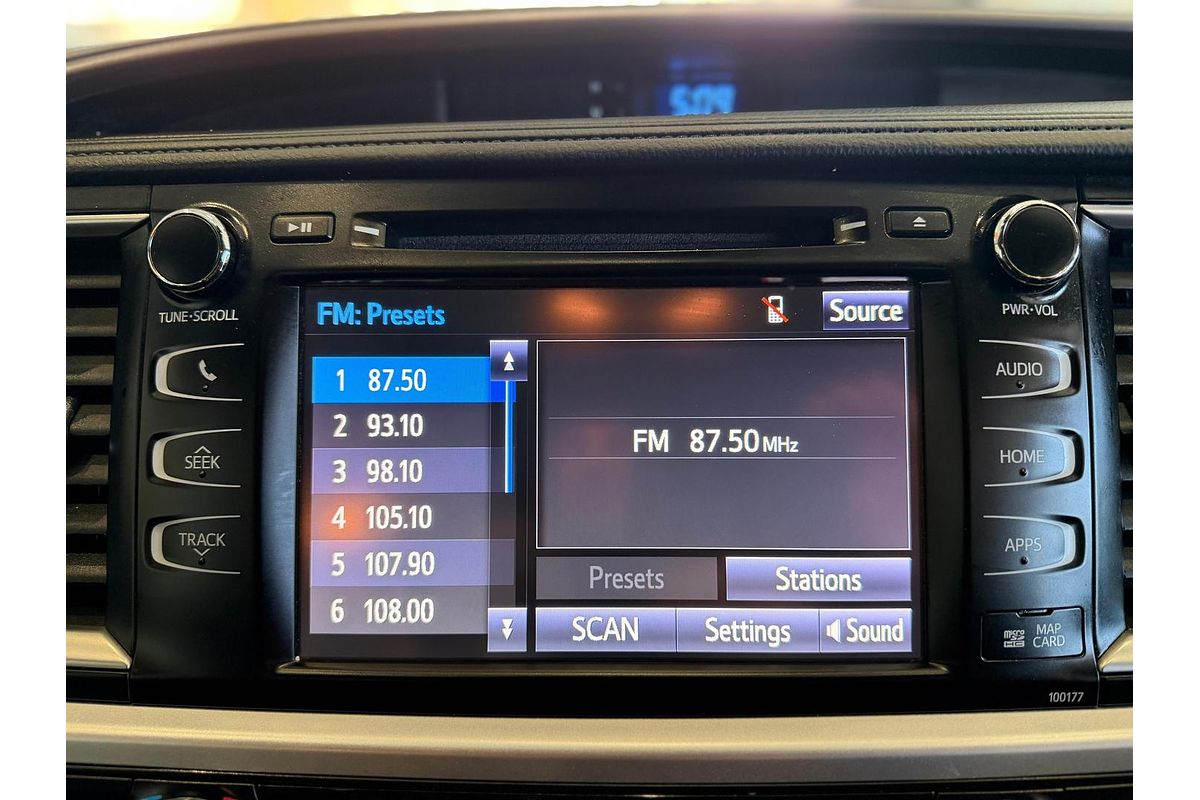 5:09
TUNE•SCROLL
PWR•VOL
FM: Presets
Source
1 87.50
2 93.10
3 98.10
4 105.10
5 107.90
6 108.00
FM 87.50 MHz
Presets
Stations
SCAN
Settings
Sound
SEEK
TRACK
AUDIO
HOME
APPS
micro SD HC
MAP CARD
100177